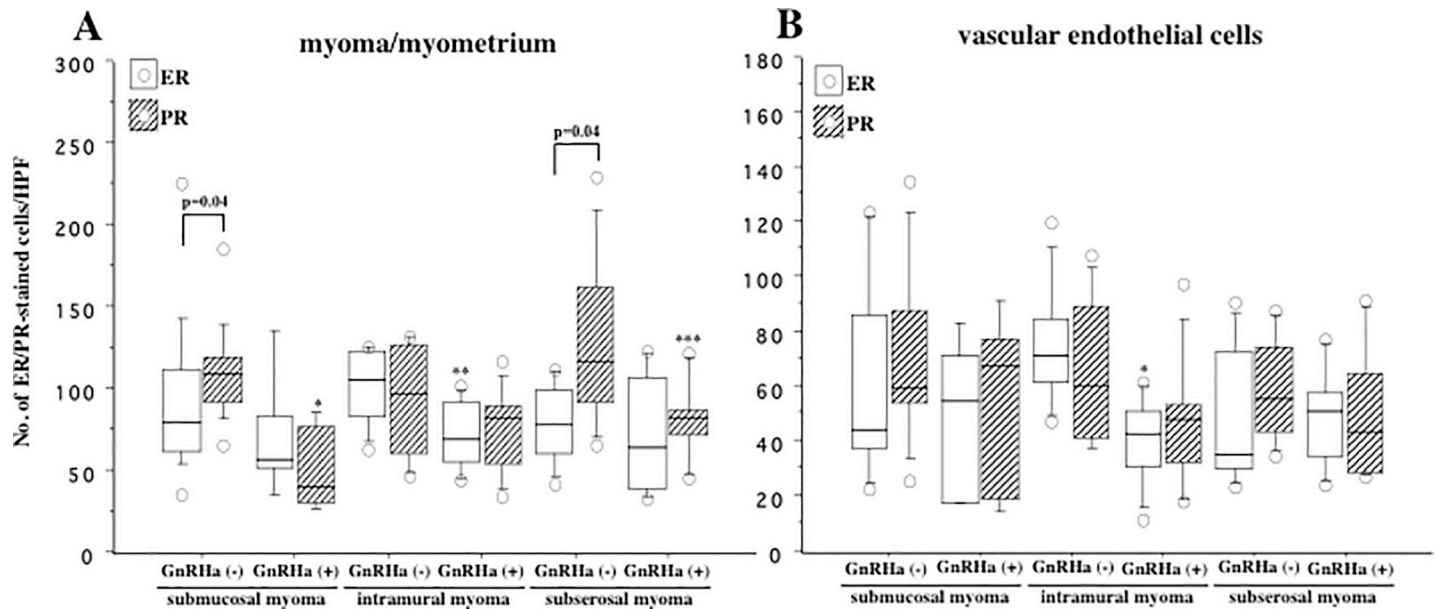 A
myoma/myometrium
No. of ER/PR-stained cells/HPF
300
250
200
150
100
50
0
ER
PR
p=0.04
p=0.04
*
**
***
GnRHa (-) GnRHa (+) GnRHa (-) GnRHa (+) GnRHa (-) GnRHa (+)
submucosal myoma intramural myoma subserosal myoma
B
vascular endothelial cells
180
160
140
120
100
80
60
40
20
0
ER
PR
*
GnRHa (-) GnRHa (+) GnRHa (-) GnRHa (+) GnRHa (-) GnRHa (+)
submucosal myoma intramural myoma subserosal myoma